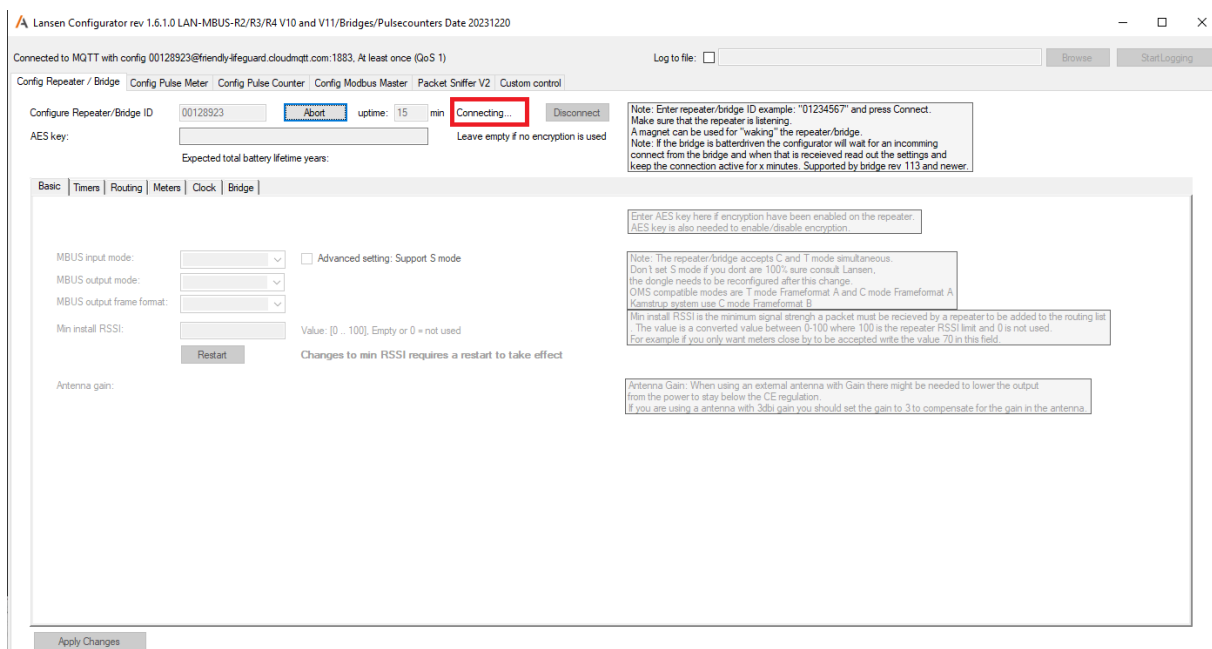 Lansen Configurator rev 1.6.1.0 LAN-MBUS-R2/R3/R4 V10 and V11/Bridges/Pulsecounters Date 20231220
Connected to MQTT with config 00128923@friendly-lifeguard.cloudmqtt.com:1883, At least once (QoS 1)
Log to file:
Browse
StartLogging
Config Repeater / Bridge
Config Pulse Meter
Config Pulse Counter
Config Modbus Master
Packet Sniffer V2
Custom control
Configure Repeater/Bridge ID
00128923
Abort
uptime:
15
min
Connecting...
Disconnect
Note: Enter repeater/bridge ID example: "01234567" and press Connect.
Make sure that the repeater is listening.
A magnet can be used for "waking" the repeater/bridge.
Note: If the bridge is batterdriven the configurator will wait for an incomming
connect from the bridge and when that is receieved read out the settings and
keep the connection active for x minutes. Supported by bridge rev 113 and newer.
AES key:
Leave empty if no encryption is used
Expected total battery lifetime years:
Basic
Timers
Routing
Meters
Clock
Bridge
Enter AES key here if encryption have been enabled on the repeater.
AES key is also needed to enable/disable encryption.
MBUS input mode:
Advanced setting: Support S mode
MBUS output mode:
MBUS output frame format:
Note: The repeater/bridge accepts C and T mode simultaneous.
Don't set S mode if you dont are 100% sure consult Lansen,
the dongle needs to be reconfigured after this change.
OMS compatible modes are T mode Frameformat A and C mode Frameformat A
Kamstrup system use C mode Frameformat B
Min install RSSI:
Value: [0 .. 100], Empty or 0 = not used
Min install RSSI is the minimum signal strengh a packet must be recieved by a repeater to be added to the routing list
. The value is a converted value between 0-100 where 100 is the repeater RSSI limit and 0 is not used.
For example if you only want meters close by to be accepted write the value 70 in this field.
Restart
Changes to min RSSI requires a restart to take effect
Antenna gain:
Antenna Gain: When using an external antenna with Gain there might be needed to lower the output
from the power to stay below the CE regulation.
If you are using a antenna with 3dbi gain you should set the gain to 3 to compensate for the gain in the antenna.
Apply Changes